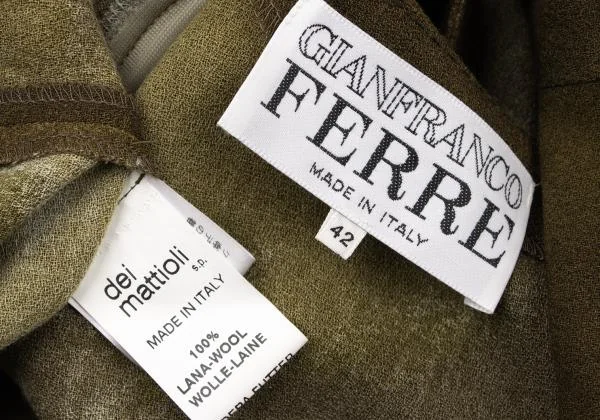 GIANFRANCO
FERRE
MADE IN ITALY
42
dei
mattioli
s.p.
MADE IN ITALY
100%
LANA-WOOL
WOLLE-LAINE